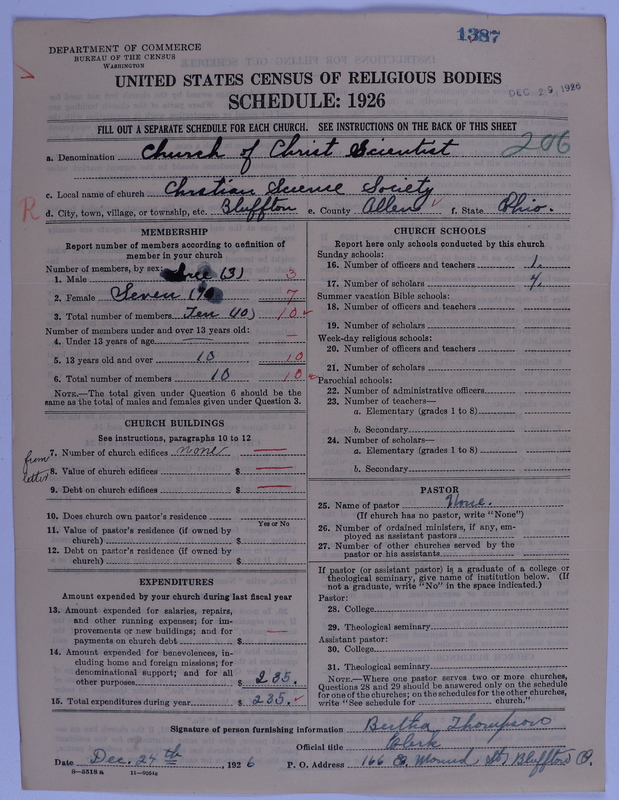 1387
DEPARTMENT OF COMMERCE
BUREAU OF THE CENSUS
WASHINGTON
UNITED STATES CENSUS OF RELIGIOUS BODIES
DEC 29, 1926
SCHEDULE: 1926
FILL OUT A SEPARATE SCHEDULE FOR EACH CHURCH. SEE INSTRUCTIONS ON THE BACK OF THIS SHEET
206
a. Denomination Church of Christ Scientist
c. Local name of church Christian Science Society
R
d. City, town, village, or township, etc. Bluffton e. County Allen f. State Ohio.
MEMBERSHIP
Report number of members according to definition of
member in your church
Number of members, by sex:
1. Male (3) 3
2. Female Seven 7
3. Total number of members Ten (10) 10
Number of members under and over 13 years old:
4. Under 13 years of age — —
5. 13 years old and over 10 10
6. Total number of members 10 10
NOTE.—The total given under Question 6 should be the
same as the total of males and females given under Question 3.
CHURCH BUILDINGS
See instructions, paragraphs 10 to 12
from letter
7. Number of church edifices none —
8. Value of church edifices $ —
9. Debt on church edifices $ —
10. Does church own pastor's residence
Yes or No
11. Value of pastor's residence (if owned by
church) $
12. Debt on pastor's residence (if owned by
church) $
EXPENDITURES
Amount expended by your church during last fiscal year
13. Amount expended for salaries, repairs,
and other running expenses; for im-
provements or new buildings; and for
payments on church debt $ —
14. Amount expended for benevolences, in-
cluding home and foreign missions; for
denominational support; and for all
other purposes $ 235.
15. Total expenditures during year $ 235.
CHURCH SCHOOLS
Report here only schools conducted by this church
Sunday schools:
16. Number of officers and teachers 1.
17. Number of scholars 4.
Summer vacation Bible schools:
18. Number of officers and teachers
19. Number of scholars
Week-day religious schools:
20. Number of officers and teachers
21. Number of scholars
Parochial schools:
22. Number of administrative officers
23. Number of teachers—
a. Elementary (grades 1 to 8)
b. Secondary
24. Number of scholars—
a. Elementary (grades 1 to 8)
b. Secondary
PASTOR
25. Name of pastor None.
(If church has no pastor, write "None")
26. Number of ordained ministers, if any, em-
ployed as assistant pastors
27. Number of other churches served by the
pastor or his assistants
If pastor (or assistant pastor) is a graduate of a college or
theological seminary, give name of institution below. (If
not a graduate, write "No" in the space indicated.)
Pastor:
28. College
29. Theological seminary
Assistant pastor:
30. College
31. Theological seminary
NOTE.—Where one pastor serves two or more churches,
Questions 28 and 29 should be answered only on the schedule
for one of the churches; on the schedules for the other churches,
write "See schedule for church."
Signature of person furnishing information Bertha Thompson
Official title Clerk
Date Dec. 24th, 1926 P. O. Address 166 St Bluffton O.
8—5518 a 11—9251a